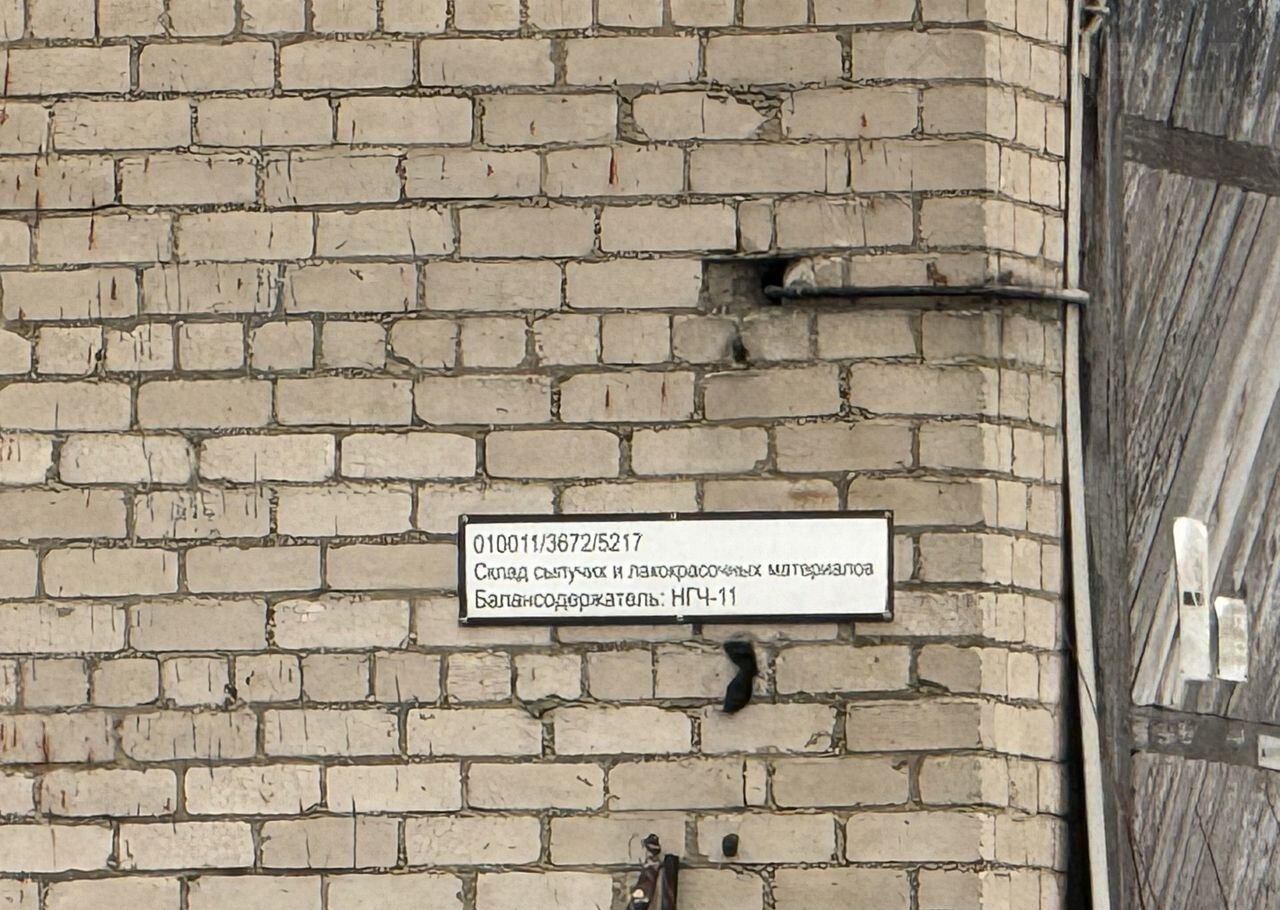 010011/3672/5217
Склад сыпучих и лакокрасочных материалов
Балансодержатель: НГЧ-11